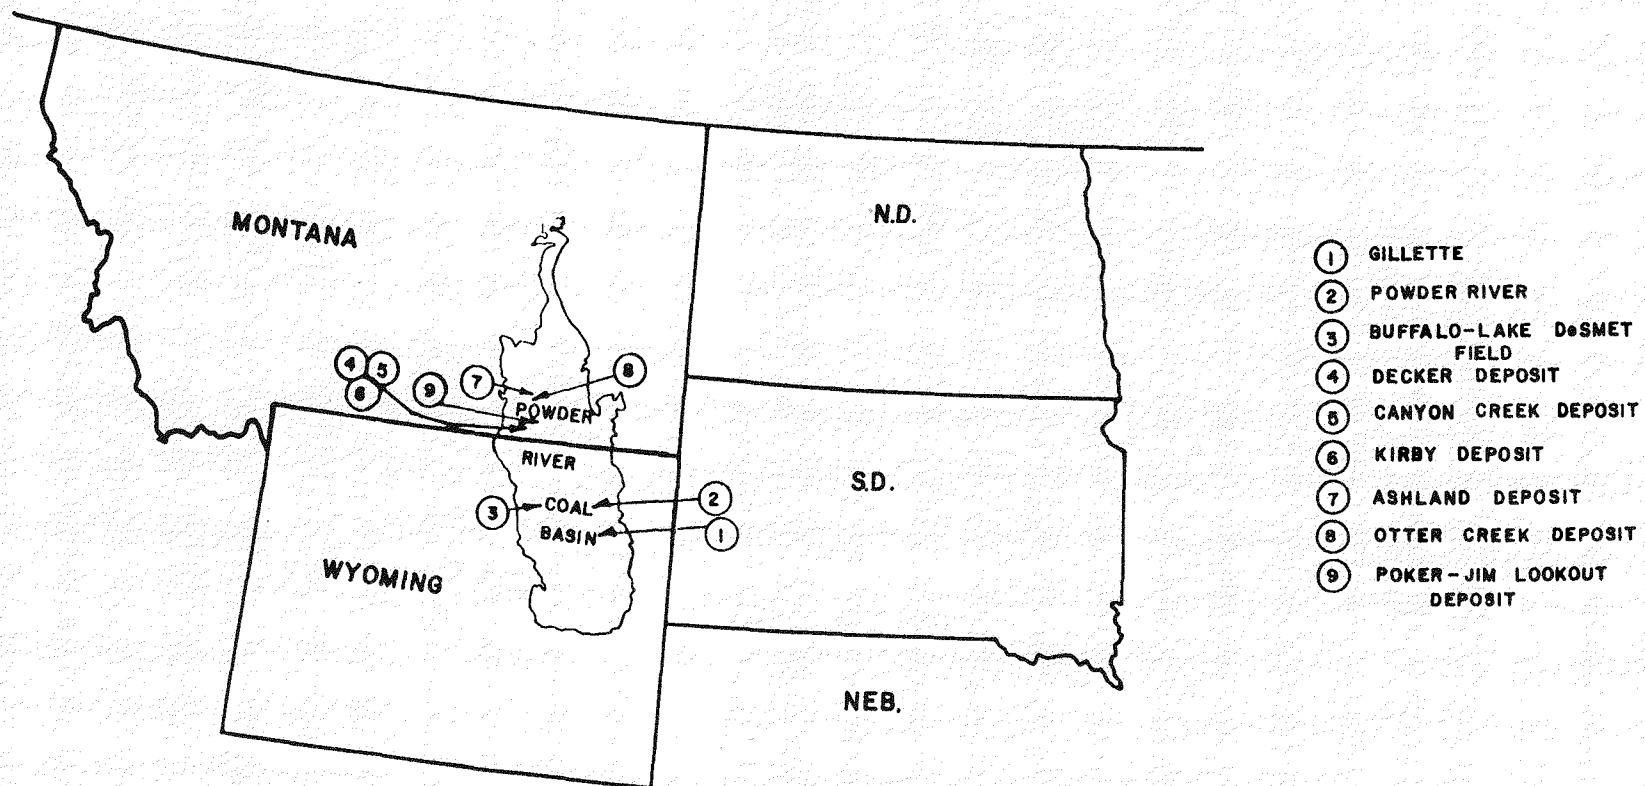 MONTANA
N.D.
4 5
6
9
7
8
POWDER
RIVER
S.D.
3
COAL
2
BASIN
1
WYOMING
NEB.
1 GILLETTE
2 POWDER RIVER
3 BUFFALO-LAKE DeSMET
FIELD
4 DECKER DEPOSIT
5 CANYON CREEK DEPOSIT
6 KIRBY DEPOSIT
7 ASHLAND DEPOSIT
8 OTTER CREEK DEPOSIT
9 POKER-JIM LOOKOUT
DEPOSIT